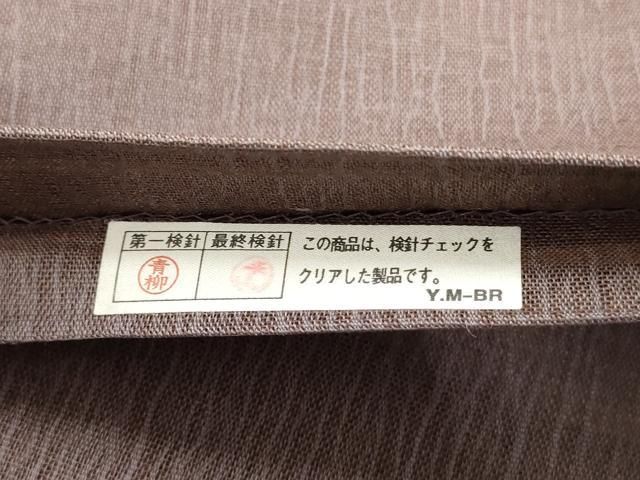 第一検針 最終検針
青柳
この商品は、検針チェックを
クリアした製品です。
Y.M-BR